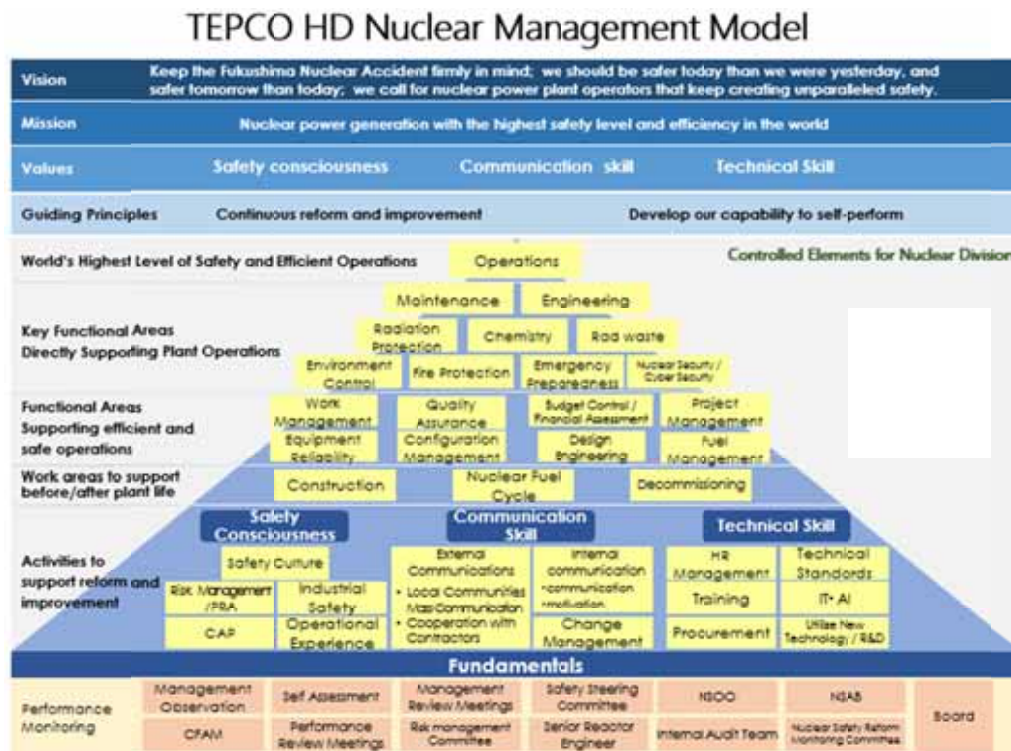 TEPCO HD Nuclear Management Model
Vision
Keep the Fukushima Nuclear Accident firmly in mind; we should be safer today than we were yesterday, and
safer tomorrow than today; we call for nuclear power plant operators that keep creating unparalleled safety.
Mission
Nuclear power generation with the highest safety level and efficiency in the world
Values
Safety consciousness
Communication skill
Technical Skill
Guiding Principles
Continuous reform and improvement
Develop our capability to self-perform
World's Highest Level of Safety and Efficient Operations
Operations
Controlled Elements for Nuclear Division
Key Functional Areas
Directly Supporting Plant Operations
Maintenance
Engineering
Radiation
Protection
Chemistry
Rad waste
Environment
Control
Fire Protection
Emergency
Preparedness
Nuclear Security /
Cyber Security
Functional Areas
Supporting efficient and
safe operations
Work
Management
Quality
Assurance
Budget Control /
Financial Assessment
Project
Management
Equipment
Reliability
Configuration
Management
Design
Engineering
Fuel
Management
Work areas to support
before/after plant life
Construction
Nuclear Fuel
Cycle
Decommissioning
Activities to
support reform and
improvement
Safety
Consciousness
Safety Culture
Risk Management
/PRA
Industrial
Safety
CAP
Operational
Experience
Communication
Skill
External
Communications
• Local Communities
Mass Communication
• Cooperation with
Contractors
Internal
communication
•communication
•motivation
Change
Management
Technical Skill
HR
Management
Technical
Standards
Training
IT• AI
Procurement
Utilise New
Technology / R&D
Fundamentals
Performance
Monitoring
Management
Observation
Self Assessment
Management
Review Meetings
Safety Steering
Committee
NSOO
NSAB
Board
CFAM
Performance
Review Meetings
Risk management
Committee
Senior Reactor
Engineer
Internal Audit Team
Nuclear Safety Reform
Monitoring Committee